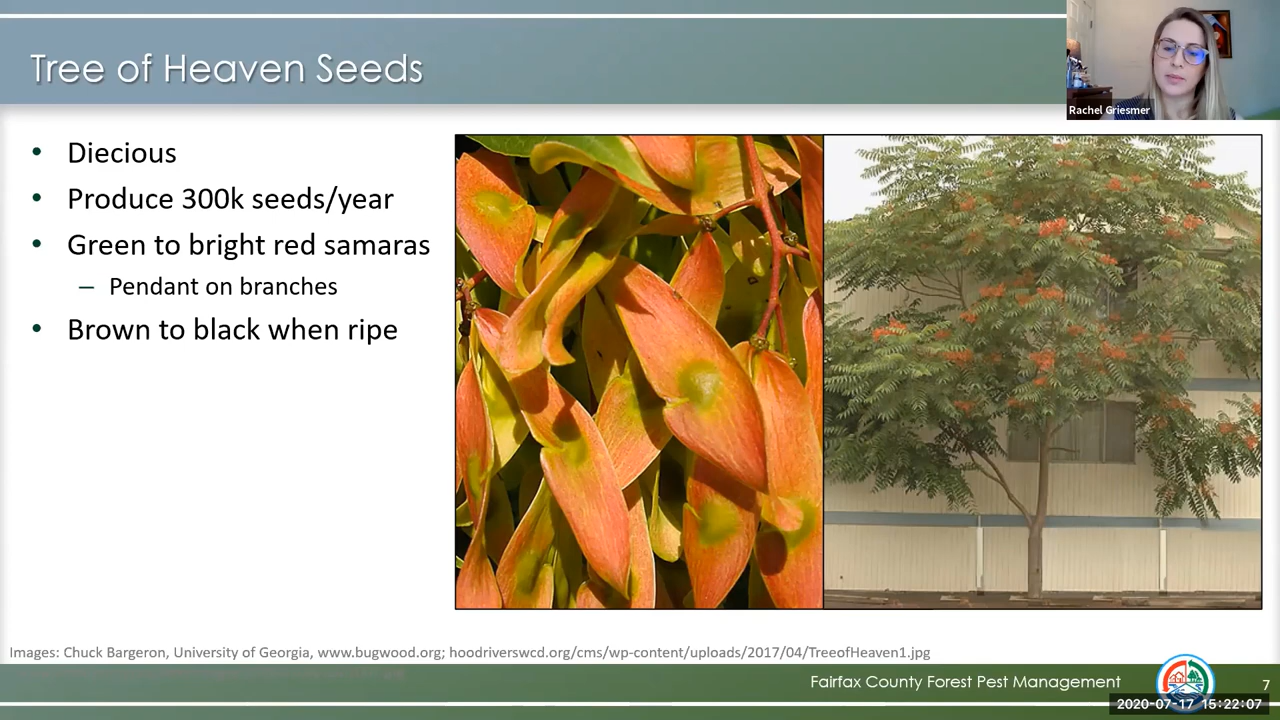 Tree of Heaven Seeds
Rachel Griesmer
Diecious
Produce 300k seeds/year
Green to bright red samaras
– Pendant on branches
Brown to black when ripe
Images: Chuck Bargeron, University of Georgia, www.bugwood.org; hoodriverswcd.org/cms/wp-content/uploads/2017/04/TreeofHeaven1.jpg
Fairfax County Forest Pest Management
7
2020-07-17 15:22:07